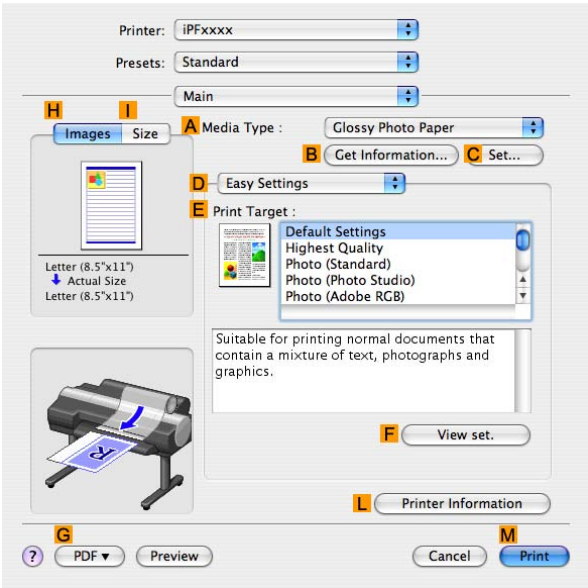 Printer: iPFxxxx
Presets: Standard
Main
H I
Images Size
A Media Type : Glossy Photo Paper
B Get Information... C Set...
D Easy Settings
E Print Target :
Default Settings
Highest Quality
Photo (Standard)
Photo (Photo Studio)
Photo (Adobe RGB)
Letter (8.5"x11")
Actual Size
Letter (8.5"x11")
Suitable for printing normal documents that
contain a mixture of text, photographs and
graphics.
R
F View set.
L Printer Information
G M
? PDF Preview Cancel Print